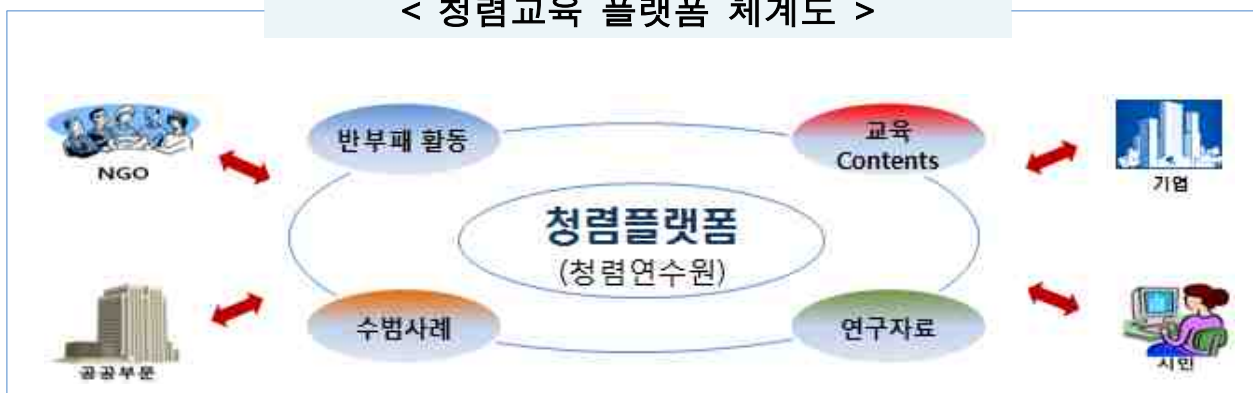 < 청렴교육 플랫폼 체계도 >
NGO
반부패 활동
교육
Contents
기업
청렴플랫폼
(청렴연수원)
공공부문
수범사례
연구자료
시민